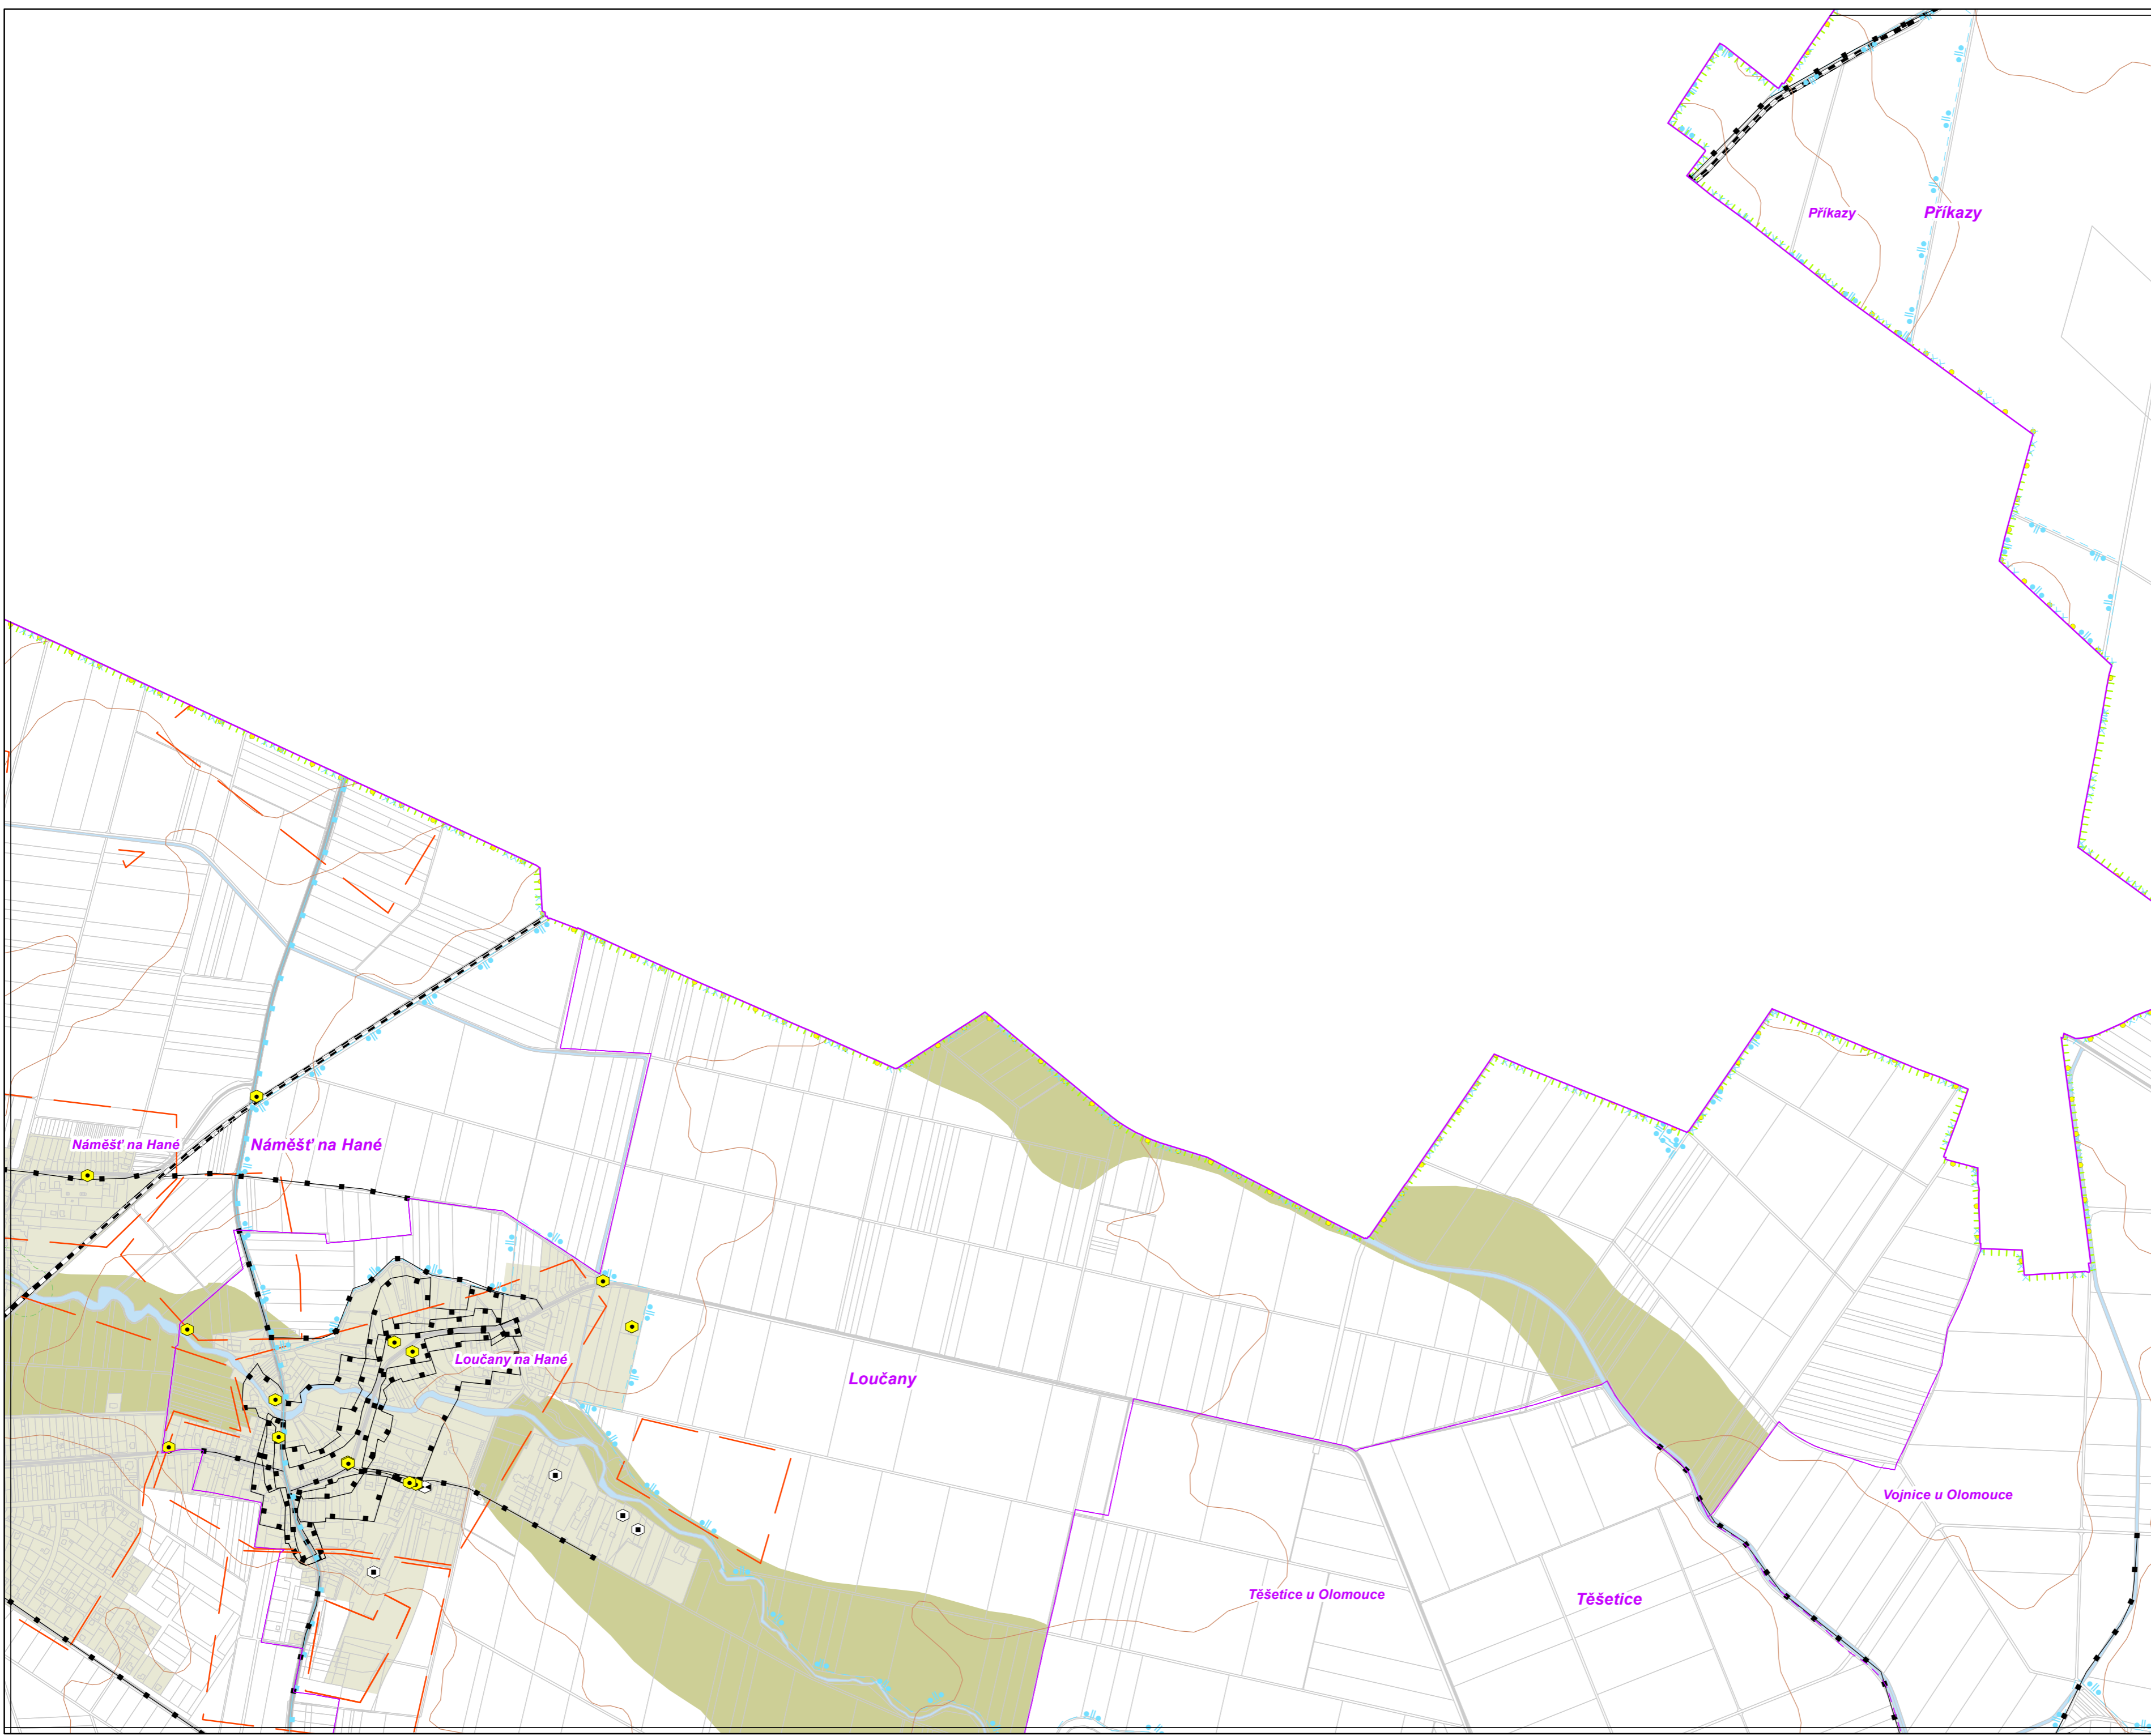 Příkazy
Příkazy
Náměšť na Hané
Náměšť na Hané
Loučany na Hané
Loučany
Vojnice u Olomouce
Těšetice u Olomouce
Těšetice